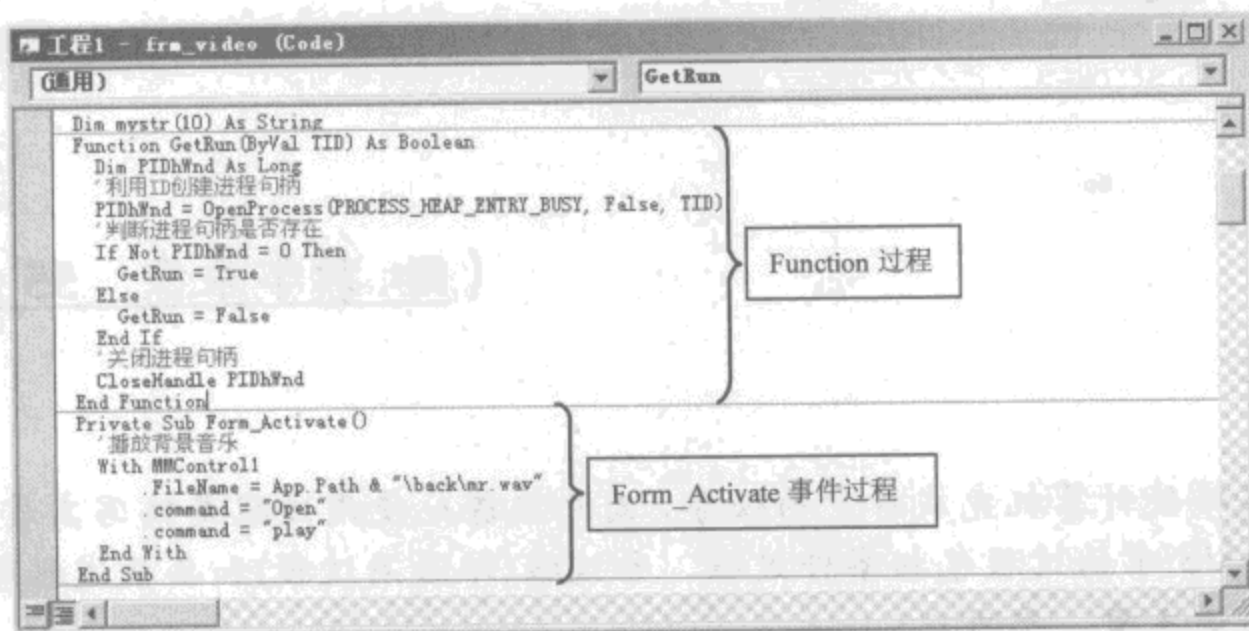 工程1 - frm_video (Code)
(通用)
GetRun
Dim mystr(10) As String
Function GetRun(ByVal TID) As Boolean
Dim PIDhWnd As Long
'利用ID创建进程句柄
PIDhWnd = OpenProcess(PROCESS_HEAP_ENTRY_BUSY, False, TID)
'判断进程句柄是否存在
If Not PIDhWnd = 0 Then
GetRun = True
Else
GetRun = False
End If
'关闭进程句柄
CloseHandle PIDhWnd
End Function
Function 过程
Private Sub Form_Activate()
'播放背景音乐
With MMControl1
.FileName = App.Path & "\back\mr.wav"
.command = "Open"
.command = "play"
End With
End Sub
Form_Activate 事件过程